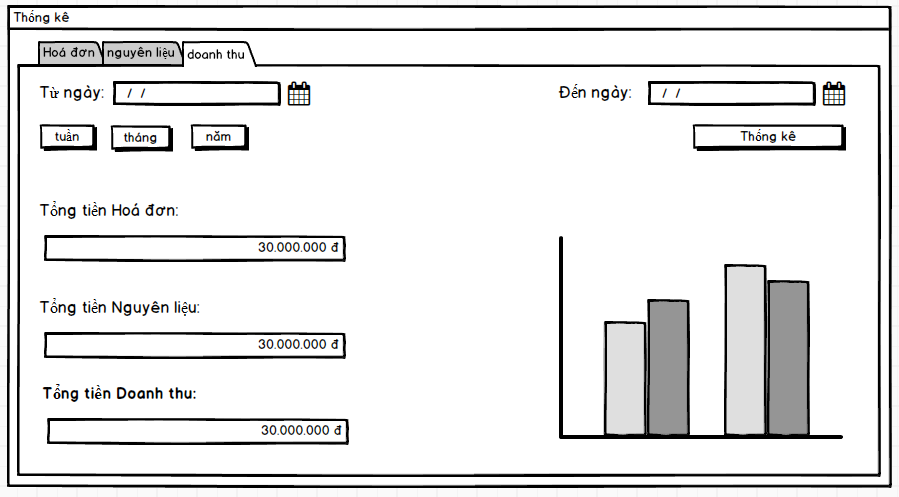 Thống kê
Hoá đơn nguyên liệu doanh thu
Từ ngày: / / Đến ngày: / /
tuần tháng năm Thống kê
Tổng tiền Hoá đơn:
30.000.000 đ
Tổng tiền Nguyên liệu:
30.000.000 đ
Tổng tiền Doanh thu:
30.000.000 đ